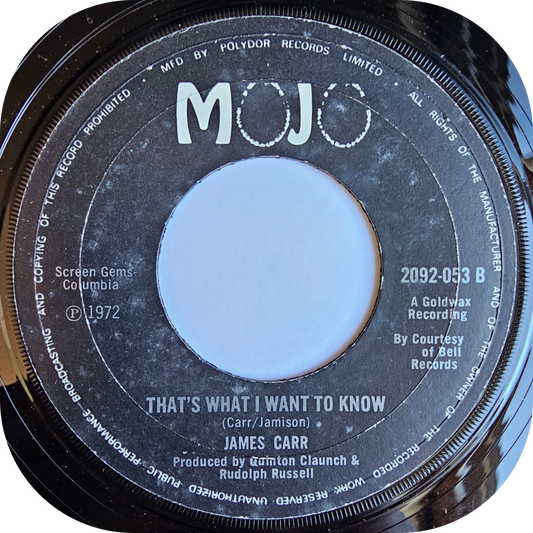 MFD BY POLYDOR RECORDS LIMITED • ALL RIGHTS OF THE MANUFACTURER AND OF THE OWNER OF THE RECORDED WORK RESERVED · UNAUTHORIZED PUBLIC PERFORMANCE BROADCASTING AND COPYING OF THIS RECORD PROHIBITED •
MOJO
Screen Gems-
Columbia
Ⓟ 1972
2092-053 B
A Goldwax
Recording
By Courtesy
of Bell
Records
THAT'S WHAT I WANT TO KNOW
(Carr/Jamison)
JAMES CARR
Produced by Quinton Claunch &
Rudolph Russell